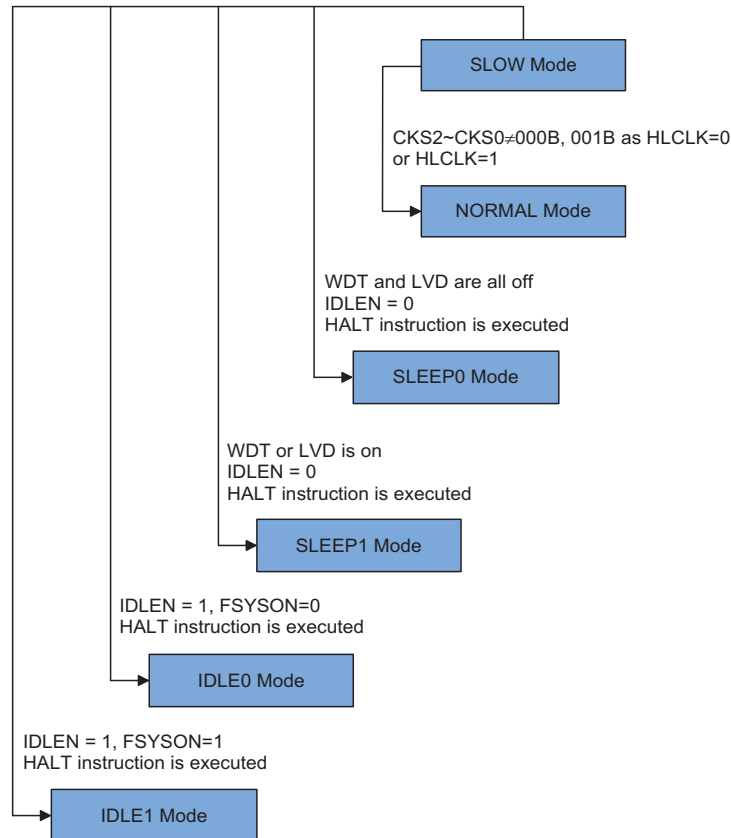 SLOW Mode
CKS2~CKS0≠000B, 001B as HLCLK=0
or HLCLK=1
NORMAL Mode
WDT and LVD are all off
IDLEN = 0
HALT instruction is executed
SLEEP0 Mode
WDT or LVD is on
IDLEN = 0
HALT instruction is executed
SLEEP1 Mode
IDLEN = 1, FSYSON=0
HALT instruction is executed
IDLE0 Mode
IDLEN = 1, FSYSON=1
HALT instruction is executed
IDLE1 Mode